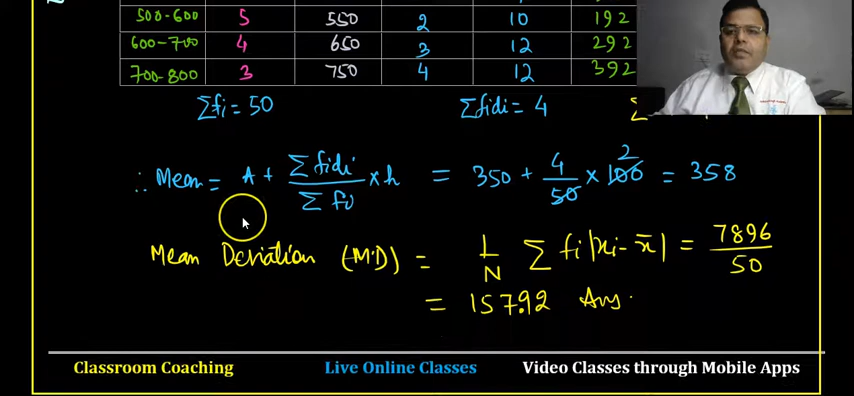 500-600 5 550 2 10 192
600-700 4 650 3 12 292
700-800 3 750 4 12 392
Σfi = 50 Σfidi = 4 Σ
∴ Mean = A + Σfidi/Σfi × h = 350 + 4/50 × 100 2 = 358
Mean Deviation (M.D) = 1/N Σ fi|xi - x̄| = 7896/50
= 157.92 Ans.
Classroom Coaching Live Online Classes Video Classes through Mobile Apps